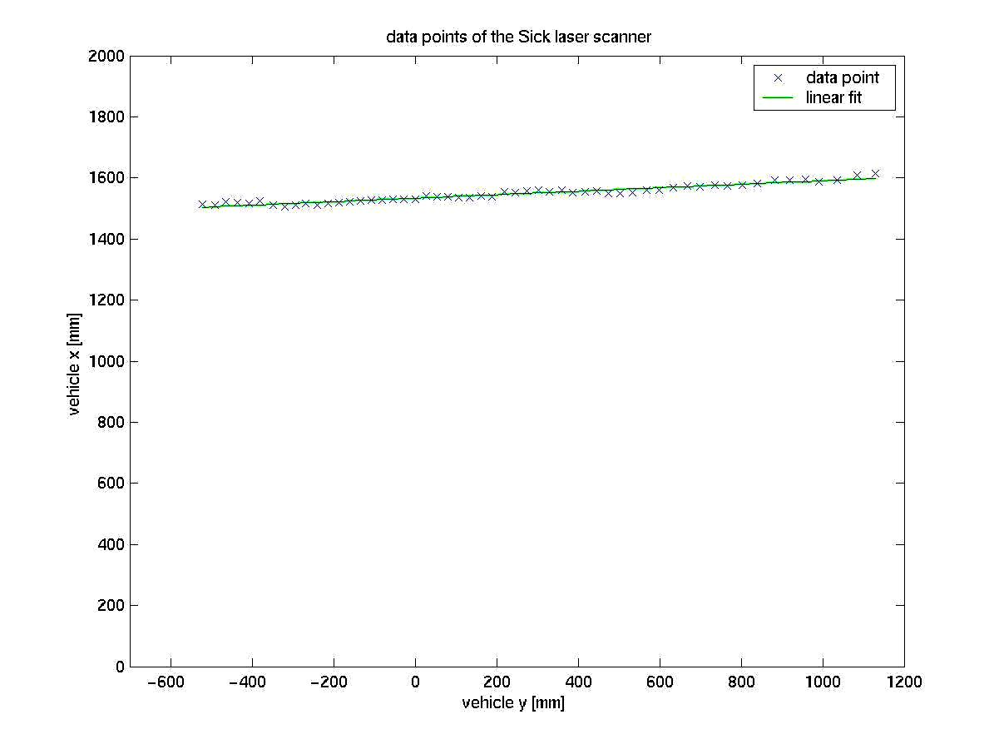 data points of the Sick laser scanner
data point
linear fit
2000
1800
1600
1400
1200
1000
800
600
400
200
0
vehicle x [mm]
−600 −400 −200 0 200 400 600 800 1000 1200
vehicle y [mm]